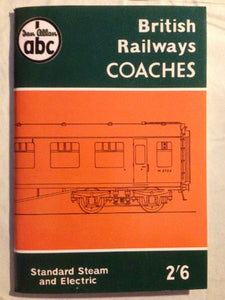 Ian Allan
abc
British
Railways
COACHES
Standard Steam
and Electric
2'6